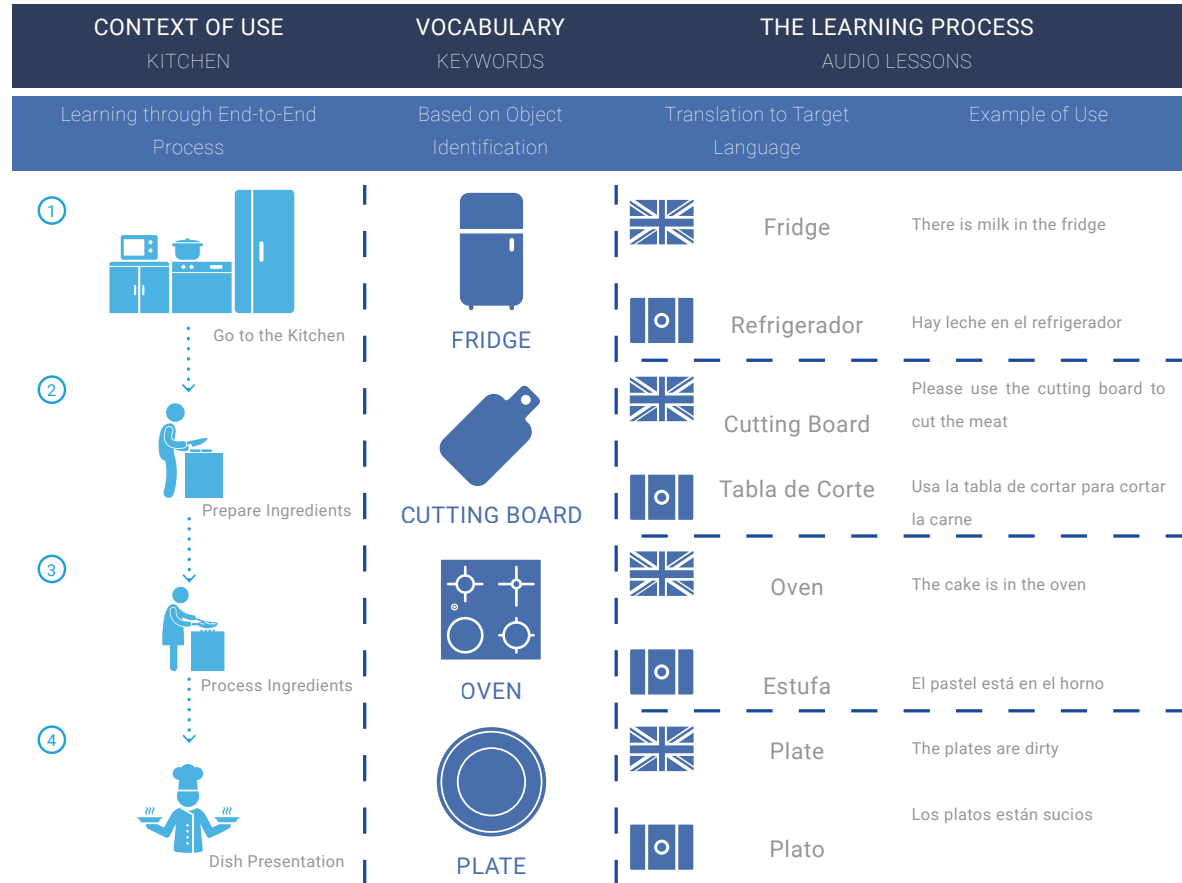 CONTEXT OF USE
KITCHEN
VOCABULARY
KEYWORDS
THE LEARNING PROCESS
AUDIO LESSONS
Learning through End-to-End
Process
Based on Object
Identification
Translation to Target
Language
Example of Use
1
Go to the Kitchen
FRIDGE
Fridge
There is milk in the fridge
Refrigerador
Hay leche en el refrigerador
2
Prepare Ingredients
CUTTING BOARD
Cutting Board
Please use the cutting board to
cut the meat
Tabla de Corte
Usa la tabla de cortar para cortar
la carne
3
Process Ingredients
OVEN
Oven
The cake is in the oven
Estufa
El pastel está en el horno
4
Dish Presentation
PLATE
Plate
The plates are dirty
Plato
Los platos están sucios